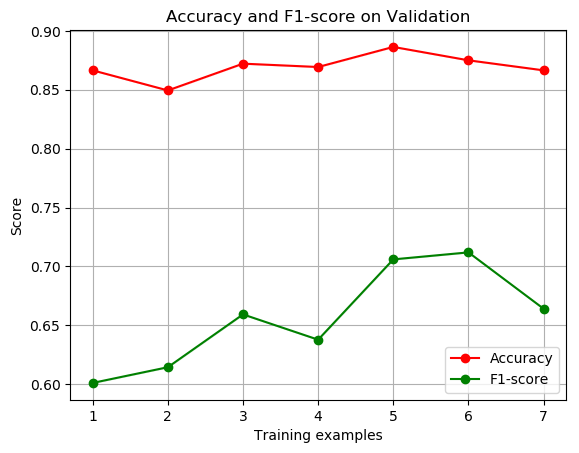 Accuracy and F1-score on Validation
0.90
0.85
0.80
0.75
0.70
0.65
0.60
Score
Accuracy
F1-score
1 2 3 4 5 6 7
Training examples